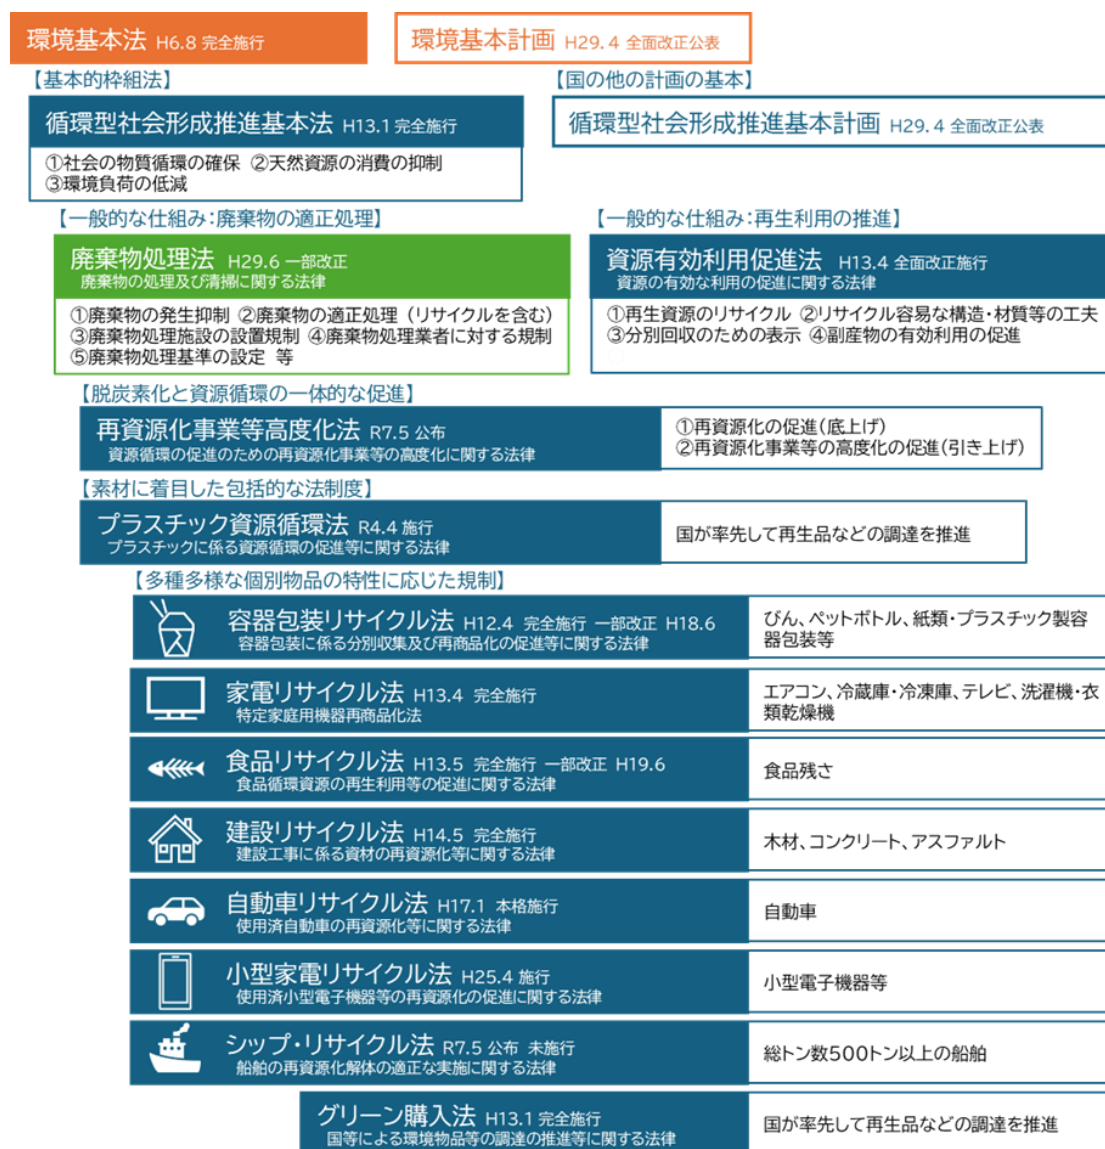 環境基本法 H6.8 完全施行
環境基本計画 H29.4 全面改正公表
【基本的枠組法】
【国の他の計画の基本】
循環型社会形成推進基本法 H13.1 完全施行
循環型社会形成推進基本計画 H29.4 全面改正公表
①社会の物質循環の確保 ②天然資源の消費の抑制
③環境負荷の低減
【一般的な仕組み:廃棄物の適正処理】
【一般的な仕組み:再生利用の推進】
廃棄物処理法 H29.6 一部改正
廃棄物の処理及び清掃に関する法律
①廃棄物の発生抑制 ②廃棄物の適正処理 (リサイクルを含む)
③廃棄物処理施設の設置規制 ④廃棄物処理業者に対する規制
⑤廃棄物処理基準の設定 等
資源有効利用促進法 H13.4 全面改正施行
資源の有効な利用の促進に関する法律
①再生資源のリサイクル ②リサイクル容易な構造・材質等の工夫
③分別回収のための表示 ④副産物の有効利用の促進
【脱炭素化と資源循環の一体的な促進】
再資源化事業等高度化法 R7.5 公布
資源循環の促進のための再資源化事業等の高度化に関する法律
①再資源化の促進(底上げ)
②再資源化事業等の高度化の促進(引き上げ)
【素材に着目した包括的な法制度】
プラスチック資源循環法 R4.4 施行
プラスチックに係る資源循環の促進等に関する法律
国が率先して再生品などの調達を推進
【多種多様な個別物品の特性に応じた規制】
容器包装リサイクル法 H12.4 完全施行 一部改正 H18.6
容器包装に係る分別収集及び再商品化の促進等に関する法律
びん、ペットボトル、紙類・プラスチック製容
器包装等
家電リサイクル法 H13.4 完全施行
特定家庭用機器再商品化法
エアコン、冷蔵庫・冷凍庫、テレビ、洗濯機・衣
類乾燥機
食品リサイクル法 H13.5 完全施行 一部改正 H19.6
食品循環資源の再生利用等の促進に関する法律
食品残さ
建設リサイクル法 H14.5 完全施行
建設工事に係る資材の再資源化等に関する法律
木材、コンクリート、アスファルト
自動車リサイクル法 H17.1 本格施行
使用済自動車の再資源化等に関する法律
自動車
小型家電リサイクル法 H25.4 施行
使用済小型電子機器等の再資源化の促進に関する法律
小型電子機器等
シップ・リサイクル法 R7.5 公布 未施行
船舶の再資源化解体の適正な実施に関する法律
総トン数500トン以上の船舶
グリーン購入法 H13.1 完全施行
国等による環境物品等の調達の推進等に関する法律
国が率先して再生品などの調達を推進